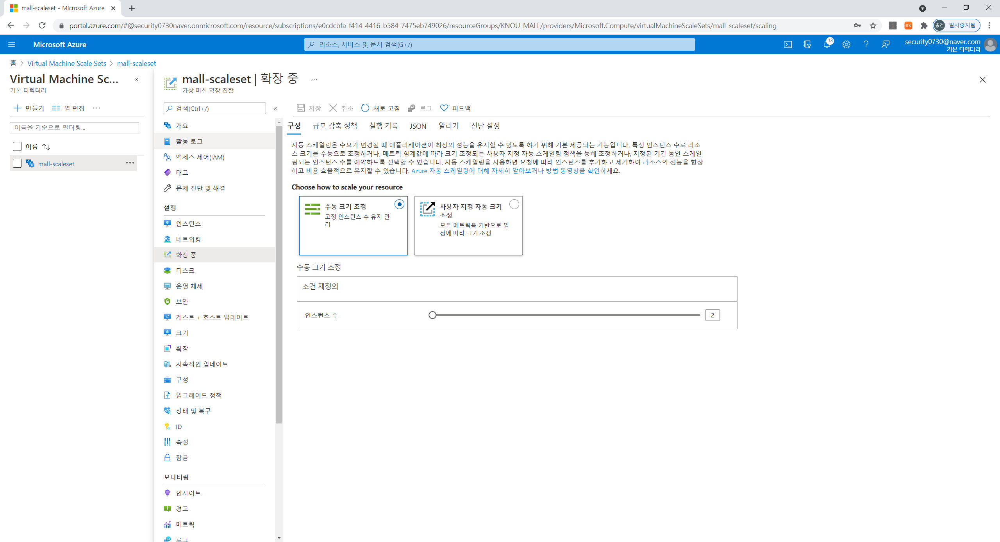 mall-scaleset - Microsoft Azure
portal.azure.com/#@security0730naver.onmicrosoft.com/resource/subscriptions/e0cdcbfa-f414-4416-b584-7475eb749026/resourceGroups/KNOU_MALL/providers/Microsoft.Compute/virtualMachineScaleSets/mall-scaleset/scaling
EX
충건 일시중지됨
Microsoft Azure
리소스, 서비스 및 문서 검색(G+/)
13
security0730@naver.com
기본 디렉터리
홈 > Virtual Machine Scale Sets > mall-scaleset
Virtual Machine Sc... «
기본 디렉터리
만들기 열 편집 ...
이름을 기준으로 필터링...
이름 ↑↓
mall-scaleset ...
mall-scaleset | 확장 중 ...
가상 머신 확장 집합
검색(Ctrl+/) «
개요
활동 로그
액세스 제어(IAM)
태그
문제 진단 및 해결
설정
인스턴스
네트워킹
확장 중
디스크
운영 체제
보안
게스트 + 호스트 업데이트
크기
확장
지속적인 업데이트
구성
업그레이드 정책
상태 및 복구
ID
속성
잠금
모니터링
인사이트
경고
메트릭
로그
저장 취소 새로 고침 로그 피드백
구성 규모 감축 정책 실행 기록 JSON 알리기 진단 설정
자동 스케일링은 수요가 변경될 때 애플리케이션이 최상의 성능을 유지할 수 있도록 하기 위해 기본 제공되는 기능입니다. 특정 인스턴스 수로 리소
스 크기를 수동으로 조정하거나, 메트릭 임계값에 따라 크기 조정되는 사용자 지정 자동 스케일링 정책을 통해 조정하거나, 지정된 기간 동안 스케일
링되는 인스턴스 수를 예약하도록 선택할 수 있습니다. 자동 스케일링을 사용하면 요청에 따라 인스턴스를 추가하고 제거하여 리소스의 성능을 향상
하고 비용 효율적으로 유지할 수 있습니다. Azure 자동 스케일링에 대해 자세히 알아보거나 방법 동영상을 확인하세요.
Choose how to scale your resource
수동 크기 조정
고정 인스턴스 수 유지 관
리
사용자 지정 자동 크기
조정
모든 메트릭을 기반으로 일
정에 따라 크기 조정
수동 크기 조정
조건 재정의
인스턴스 수 2